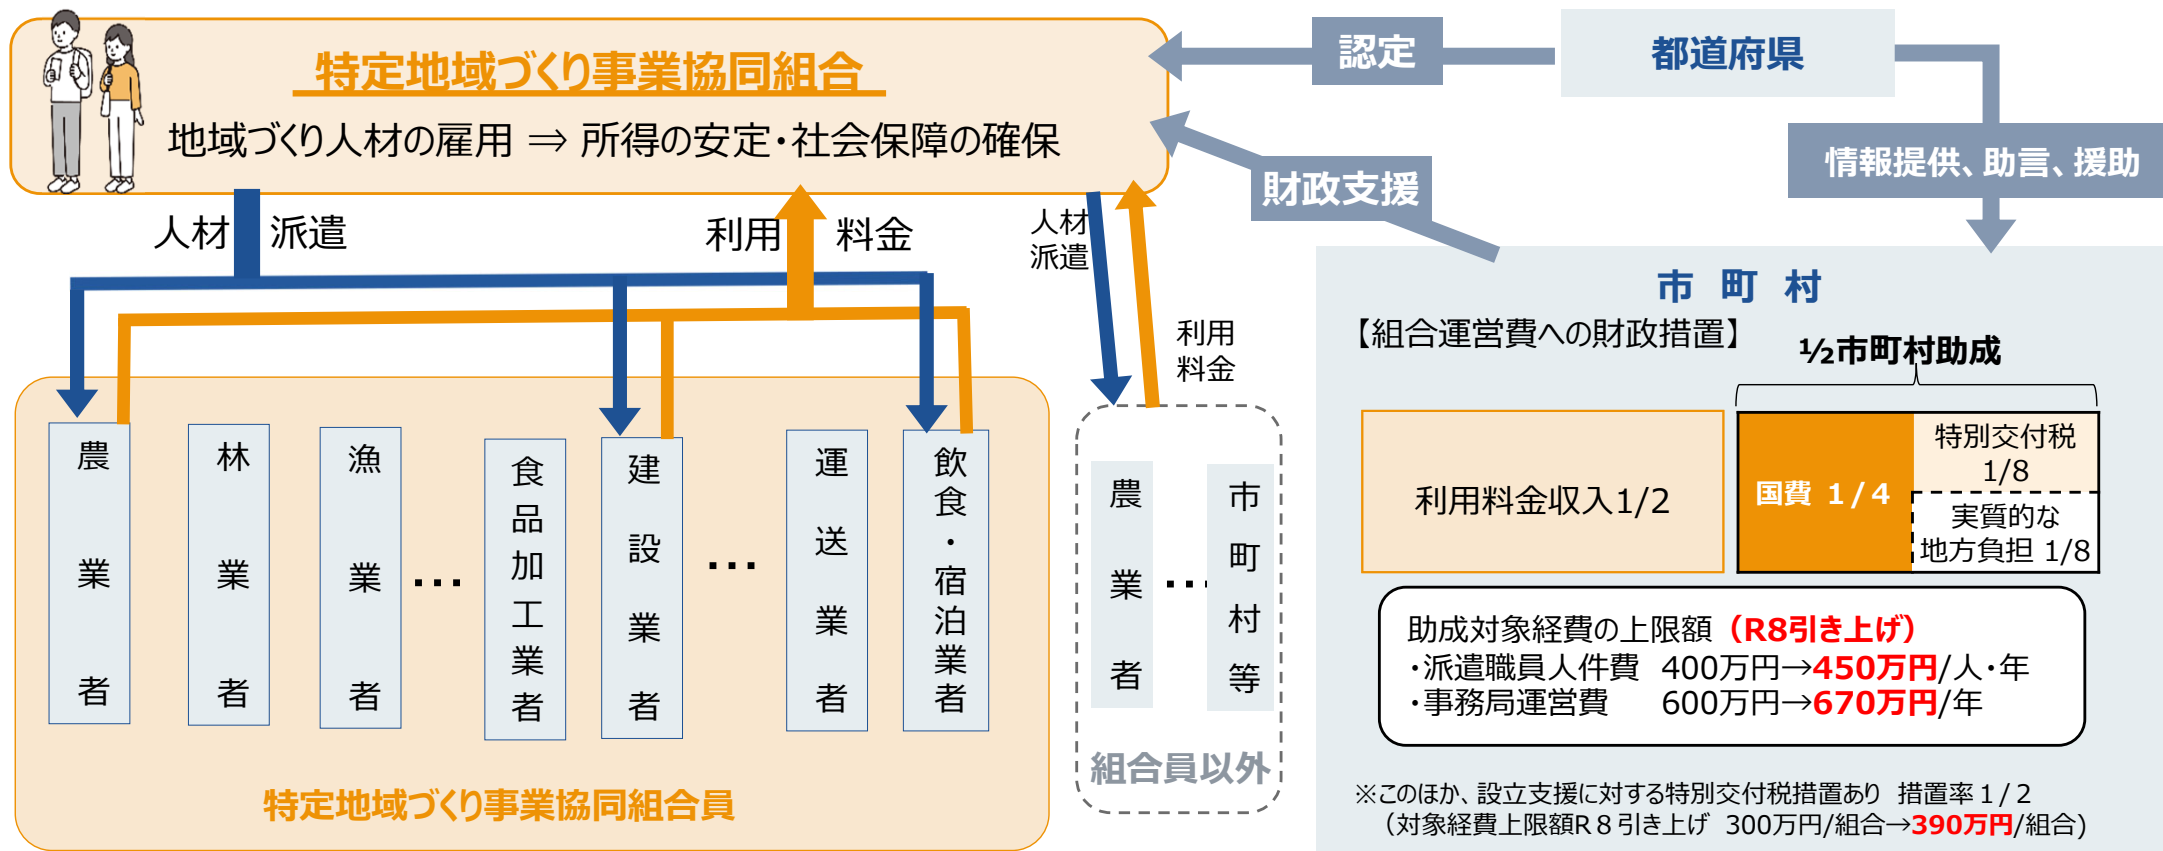 特定地域づくり事業協同組合
地域づくり人材の雇用 ⇒ 所得の安定・社会保障の確保
認定
都道府県
情報提供、助言、援助
財政支援
人材 派遣
利用 料金
人材
派遣
利用
料金
農業者
林業者
漁業者
…
食品加工業者
建設業者
…
運送業者
飲食・宿泊業者
特定地域づくり事業協同組合員
農業者
…
市町村等
組合員以外
市 町 村
【組合運営費への財政措置】
½市町村助成
利用料金収入1/2
国費 1/4
特別交付税
1/8
実質的な
地方負担 1/8
助成対象経費の上限額（R8引き上げ）
・派遣職員人件費 400万円→450万円/人・年
・事務局運営費 600万円→670万円/年
※このほか、設立支援に対する特別交付税措置あり 措置率1/2
（対象経費上限額R８引き上げ 300万円/組合→390万円/組合)